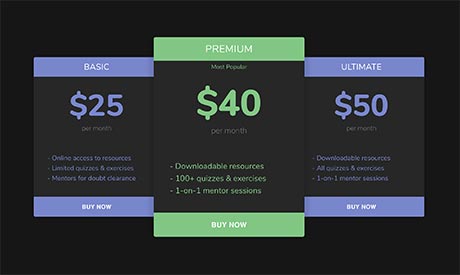 BASIC
$25
per month
- Online access to resources
- Limited quizzes & exercises
- Mentors for doubt clearance
BUY NOW
PREMIUM
Most Popular
$40
per month
- Downloadable resources
- 100+ quizzes & exercises
- 1-on-1 mentor sessions
BUY NOW
ULTIMATE
$50
per month
- Downloadable resources
- All quizzes & exercises
- 1-on-1 mentor sessions
BUY NOW